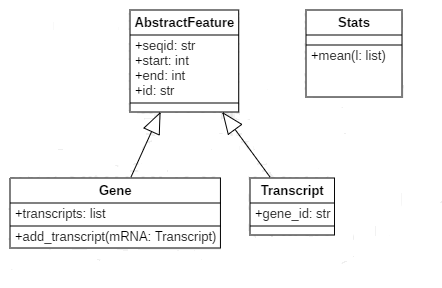 AbstractFeature
+seqid: str
+start: int
+end: int
+id: str
Stats
+mean(l: list)
Gene
+transcripts: list
+add_transcript(mRNA: Transcript)
Transcript
+gene_id: str